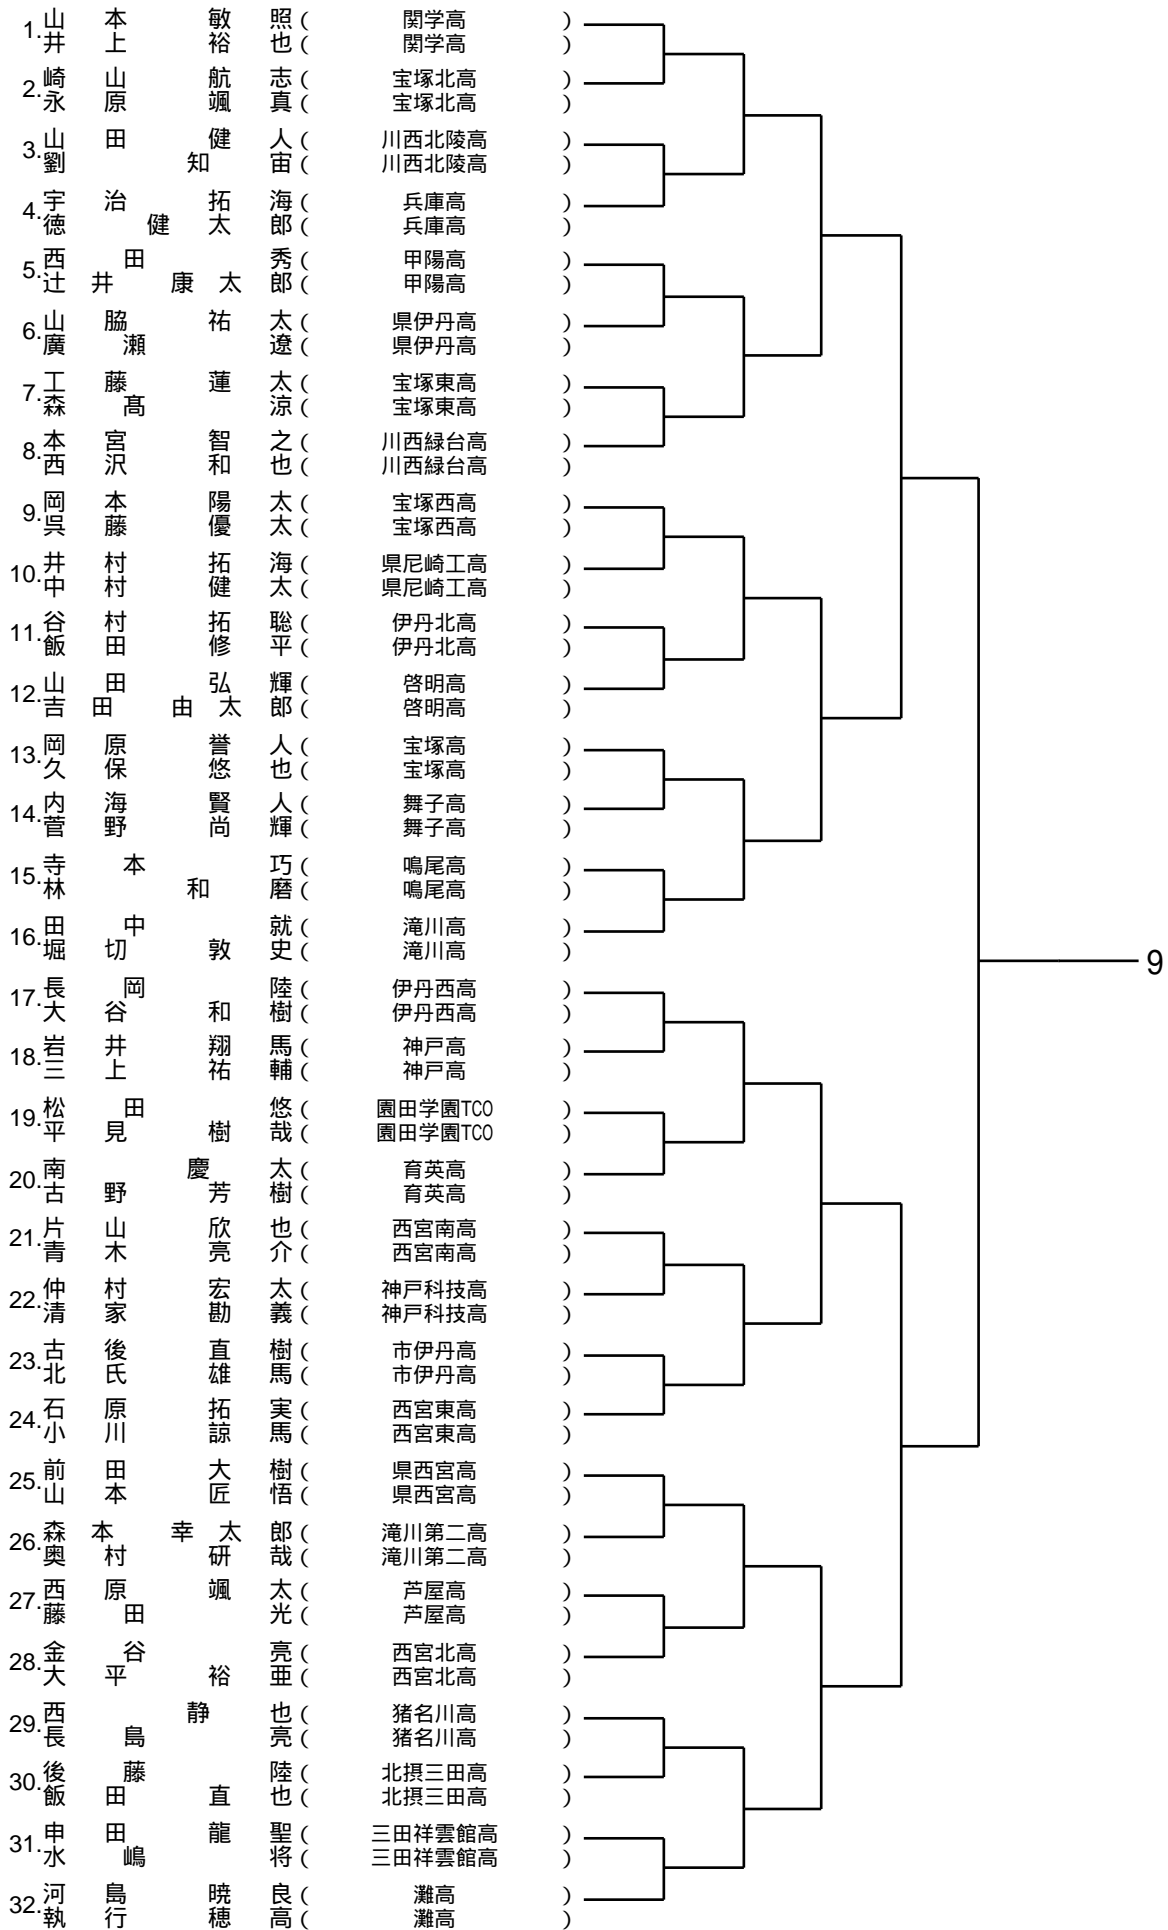 1.山本 敏照(関学高)
井上 裕也(関学高)
2.崎山 航志(宝塚北高)
永原 颯真(宝塚北高)
3.山田 健人(川西北陵高)
劉 知宙(川西北陵高)
4.宇治 拓海(兵庫高)
徳 健太郎(兵庫高)
5.西田 秀(甲陽高)
辻井 康太郎(甲陽高)
6.山脇 祐太(県伊丹高)
廣瀬 遼(県伊丹高)
7.工藤 蓮太(宝塚東高)
森髙 涼(宝塚東高)
8.本宮 智之(川西緑台高)
西沢 和也(川西緑台高)
9.岡本 陽太(宝塚西高)
呉藤 優太(宝塚西高)
10.井村 拓海(県尼崎工高)
中村 健太(県尼崎工高)
11.谷村 拓聡(伊丹北高)
飯田 修平(伊丹北高)
12.山田 弘輝(啓明高)
吉田 由太郎(啓明高)
13.岡原 誉人(宝塚高)
久保 悠也(宝塚高)
14.内海 賢人(舞子高)
菅野 尚輝(舞子高)
15.寺本 巧(鳴尾高)
林 和磨(鳴尾高)
16.田中 就(滝川高)
堀切 敦史(滝川高)
17.長岡 陸(伊丹西高)
大谷 和樹(伊丹西高)
18.岩井 翔馬(神戸高)
三上 祐輔(神戸高)
19.松田 悠(園田学園TCO)
平見 樹哉(園田学園TCO)
20.南 慶太(育英高)
古野 芳樹(育英高)
21.片山 欣也(西宮南高)
青木 亮介(西宮南高)
22.仲村 宏太(神戸科技高)
清家 勘義(神戸科技高)
23.古後 直樹(市伊丹高)
北氏 雄馬(市伊丹高)
24.石原 拓実(西宮東高)
小川 諒馬(西宮東高)
25.前田 大樹(県西宮高)
山本 匠悟(県西宮高)
26.森本 幸太郎(滝川第二高)
奥村 研哉(滝川第二高)
27.西原 颯太(芦屋高)
藤田 光(芦屋高)
28.金谷 亮(西宮北高)
大平 裕亜(西宮北高)
29.西 静也(猪名川高)
長島 亮(猪名川高)
30.後藤 陸(北摂三田高)
飯田 直也(北摂三田高)
31.申田 龍聖(三田祥雲館高)
水嶋 将(三田祥雲館高)
32.河島 暁良(灘高)
執行 穂高(灘高)
9